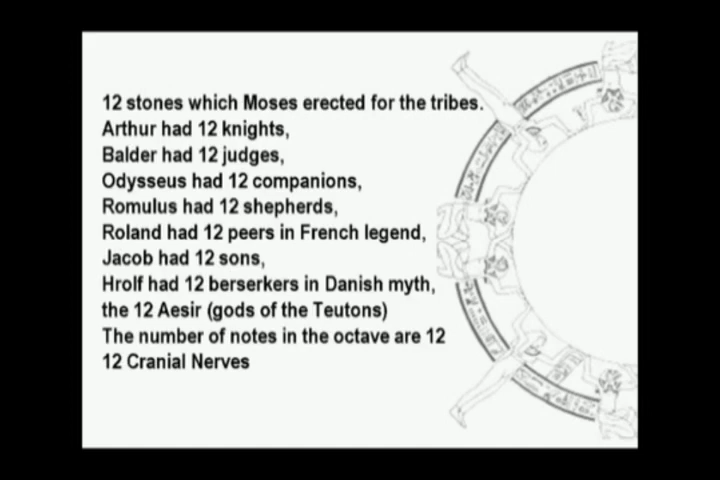 12 stones which Moses erected for the tribes.
Arthur had 12 knights,
Balder had 12 judges,
Odysseus had 12 companions,
Romulus had 12 shepherds,
Roland had 12 peers in French legend,
Jacob had 12 sons,
Hrolf had 12 berserkers in Danish myth,
the 12 Aesir (gods of the Teutons)
The number of notes in the octave are 12
12 Cranial Nerves